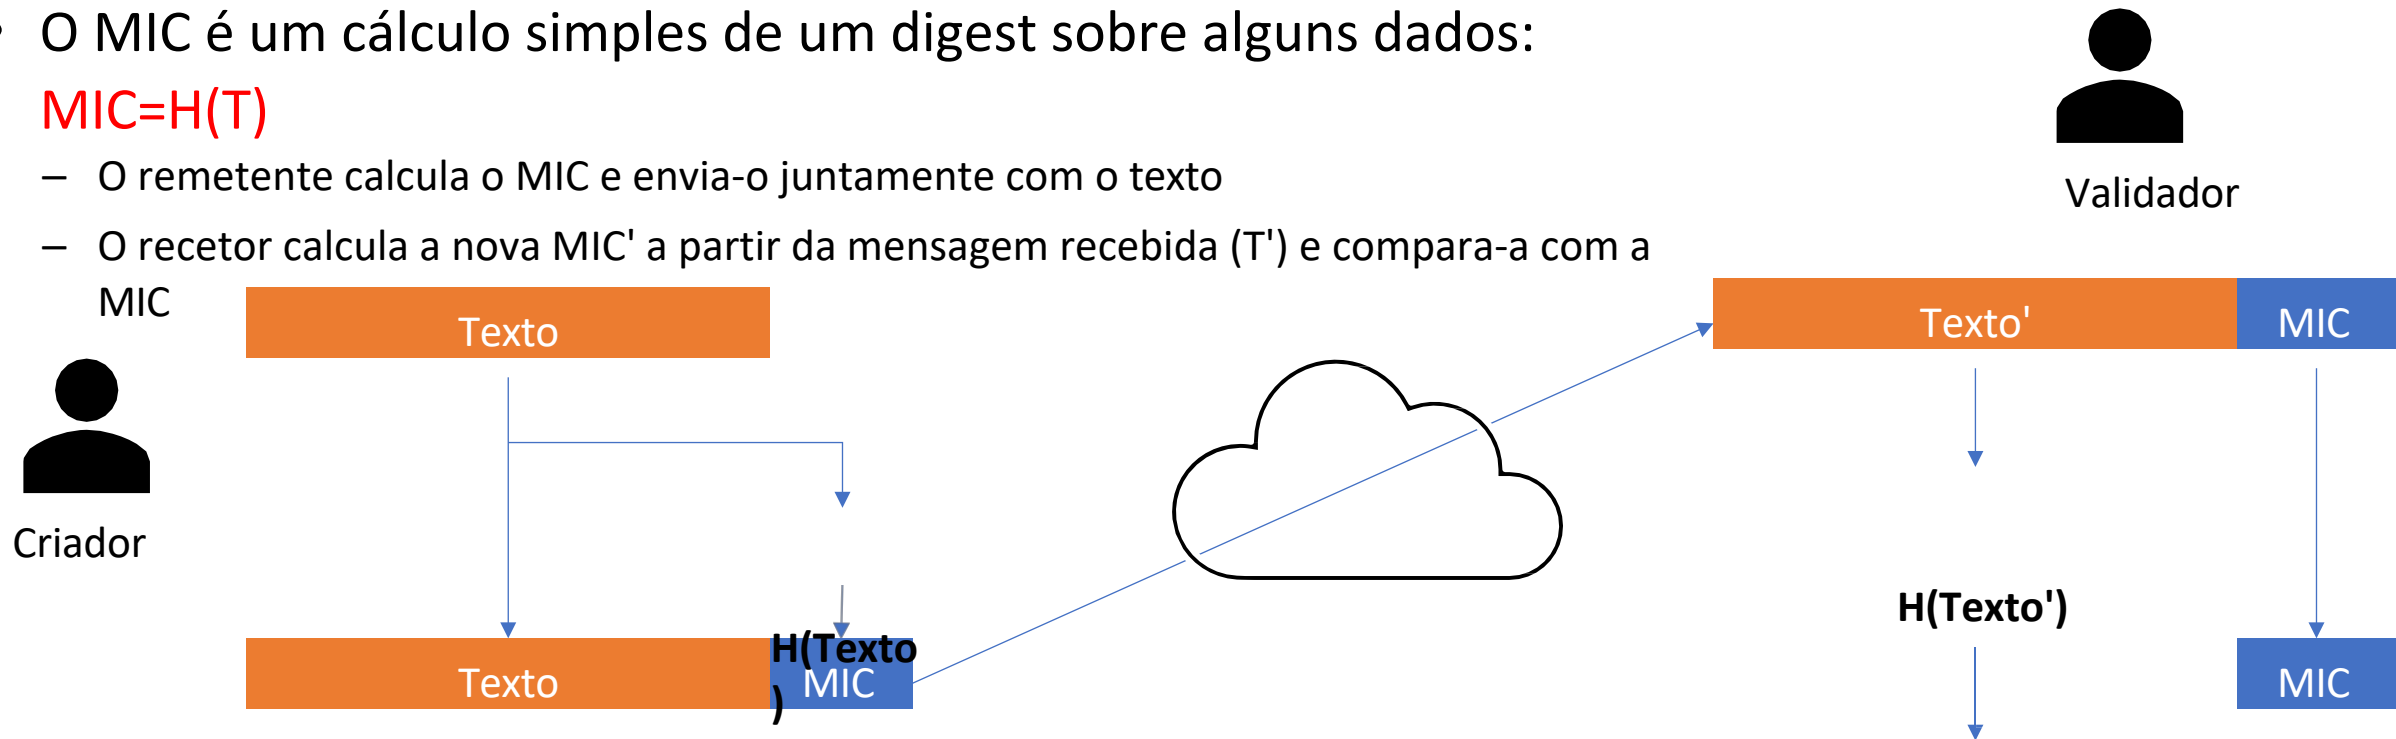 • O MIC é um cálculo simples de um digest sobre alguns dados:
MIC=H(T)
– O remetente calcula o MIC e envia-o juntamente com o texto
– O recetor calcula a nova MIC' a partir da mensagem recebida (T') e compara-a com a
MIC
Validador
Texto
Texto'
MIC
Criador
H(Texto')
H(Texto
)
Texto
MIC
MIC